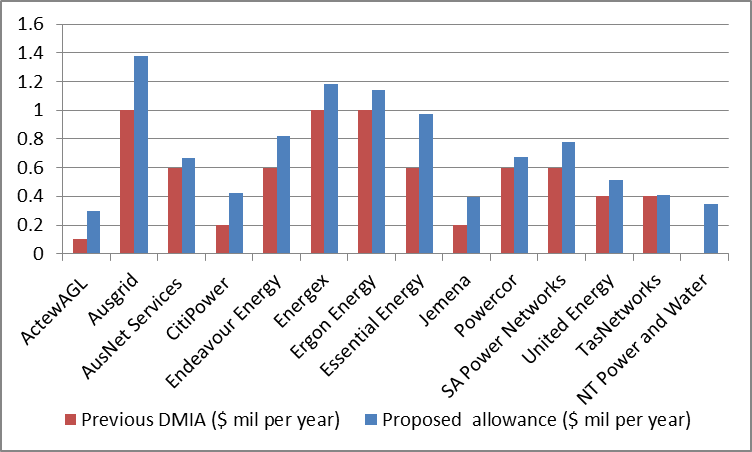 1.6
1.4
1.2
1
0.8
0.6
0.4
0.2
0
ActewAGL
Ausgrid
AusNet Services
CitiPower
Endeavour Energy
Energex
Ergon Energy
Essential Energy
Jemena
Powercor
SA Power Networks
United Energy
TasNetworks
NT Power and Water
Previous DMIA ($ mil per year)
Proposed allowance ($ mil per year)